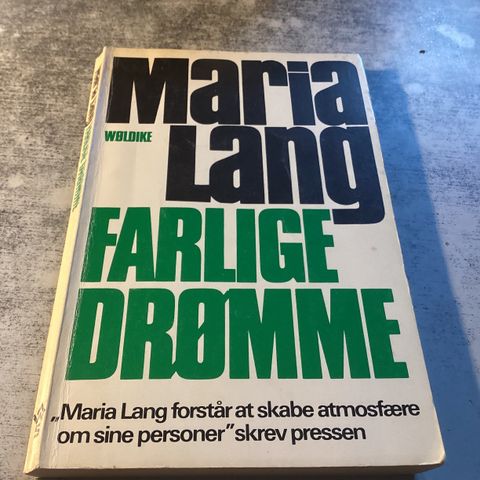 Maria
WØLDIKE
Lang
FARLIGE
DRØMME
„Maria Lang forstår at skabe atmosfære
om sine personer” skrev pressen